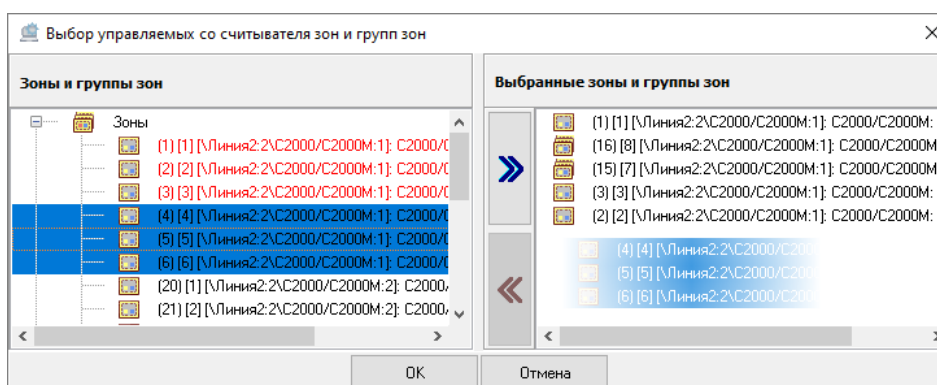 Выбор управляемых со считывателя зон и групп зон
Зоны и группы зон
Зоны
(1) [1] [\Линия2:2\С2000/С2000М:1]: С2000/С
(2) [2] [\Линия2:2\С2000/С2000М:1]: С2000/С
(3) [3] [\Линия2:2\С2000/С2000М:1]: С2000/С
(4) [4] [\Линия2:2\С2000/С2000М:1]: С2000/С
(5) [5] [\Линия2:2\С2000/С2000М:1]: С2000/С
(6) [6] [\Линия2:2\С2000/С2000М:1]: С2000/С
(20) [1] [\Линия2:2\С2000/С2000М:2]: С2000/
(21) [2] [\Линия2:2\С2000/С2000М:2]: С2000/
Выбранные зоны и группы зон
(1) [1] [\Линия2:2\С2000/С2000М:1]: С2000/С2000М:
(16) [8] [\Линия2:2\С2000/С2000М:1]: С2000/С2000М
(15) [7] [\Линия2:2\С2000/С2000М:1]: С2000/С2000М
(3) [3] [\Линия2:2\С2000/С2000М:1]: С2000/С2000М:
(2) [2] [\Линия2:2\С2000/С2000М:1]: С2000/С2000М:
(4) [4] [\Линия2:2\С2000/С200
(5) [5] [\Линия2:2\С2000/С200
(6) [6] [\Линия2:2\С2000/С200
OK
Отмена